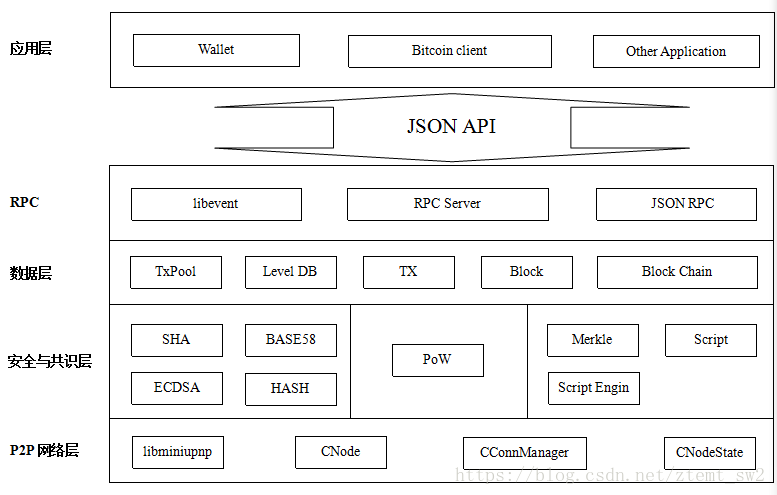 应用层
Wallet
Bitcoin client
Other Application
JSON API
RPC
libevent
RPC Server
JSON RPC
数据层
TxPool
Level DB
TX
Block
Block Chain
安全与共识层
SHA
BASE58
ECDSA
HASH
PoW
Merkle
Script
Script Engin
P2P 网络层
libminiupnp
CNode
CConnManager
CNodeState
https://blog.csdn.net/ztemt_sw2